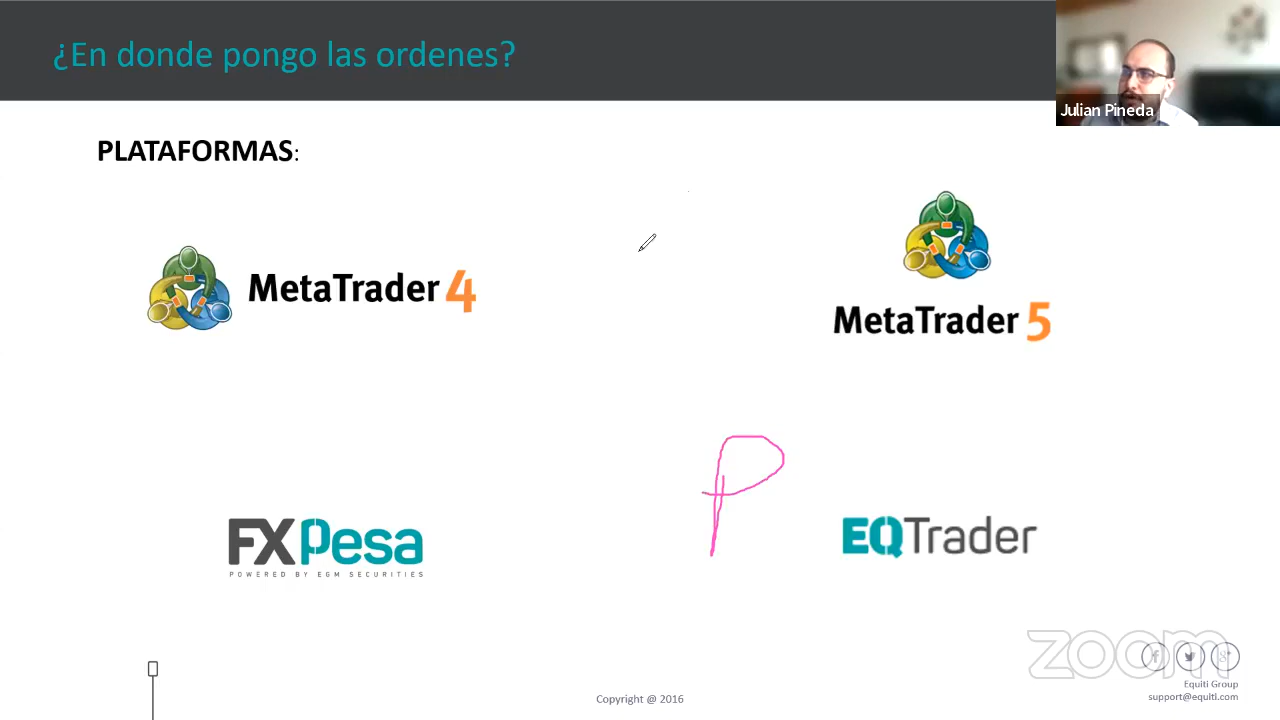 ¿En donde pongo las ordenes?
Julian Pineda
PLATAFORMAS:
MetaTrader 4
MetaTrader 5
P
FXPesa
POWERED BY EGM SECURITIES
EQTrader
zoom
Equiti Group
support@equiti.com
Copyright @ 2016